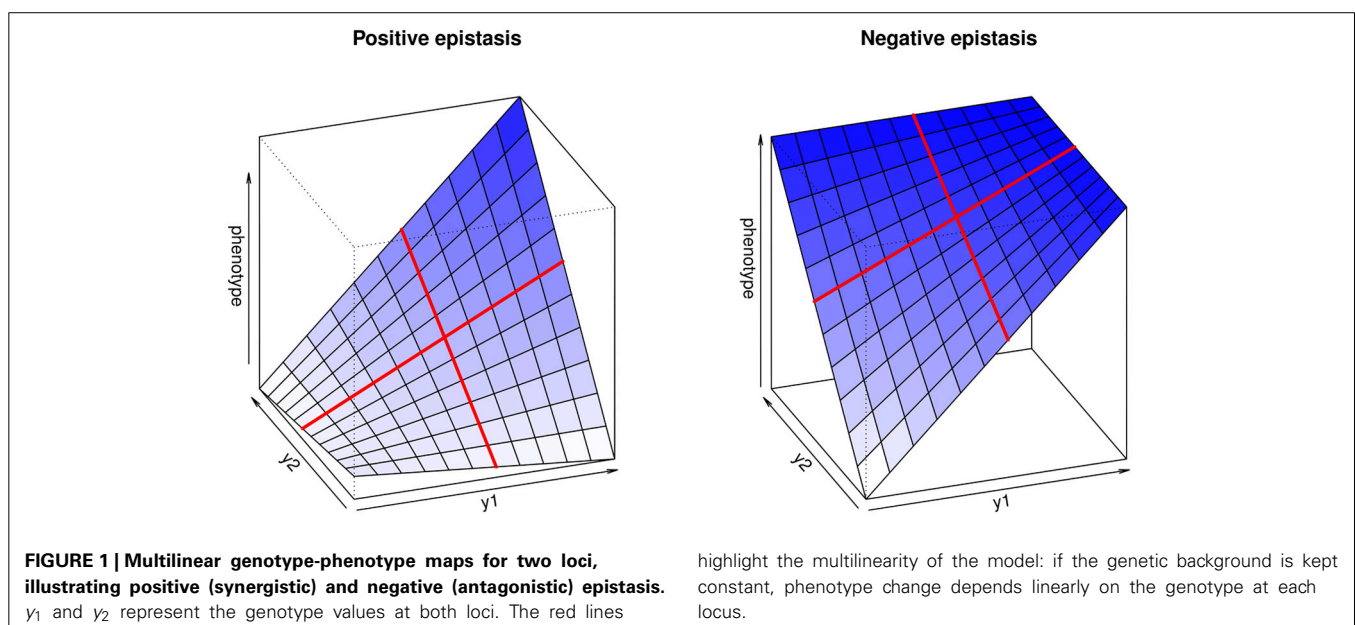 Positive epistasis
Negative epistasis
phenotype
y2
y1
phenotype
y2
y1
FIGURE 1 | Multilinear genotype-phenotype maps for two loci,
illustrating positive (synergistic) and negative (antagonistic) epistasis.
y1 and y2 represent the genotype values at both loci. The red lines
highlight the multilinearity of the model: if the genetic background is kept
constant, phenotype change depends linearly on the genotype at each
locus.